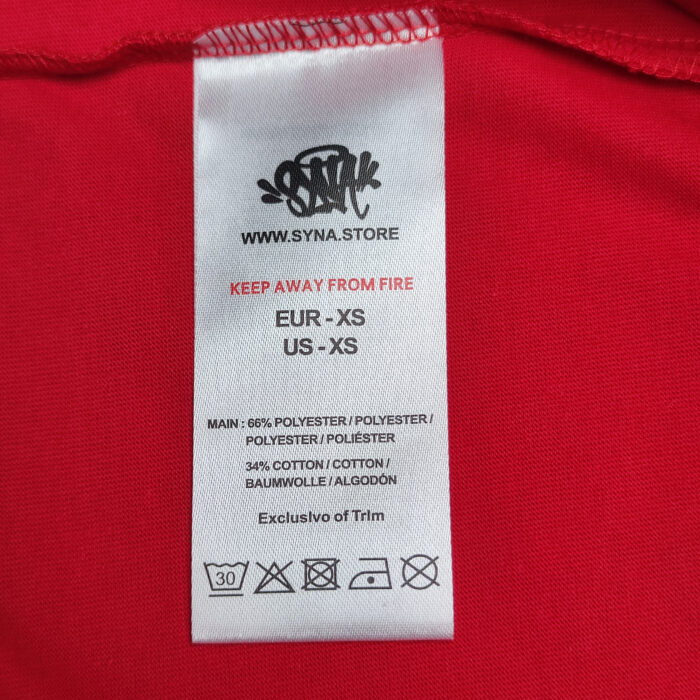 SYNA
WWW.SYNA.STORE
KEEP AWAY FROM FIRE
EUR - XS
US - XS
MAIN : 66% POLYESTER / POLYESTER /
POLYESTER / POLIÉSTER
34% COTTON / COTTON /
BAUMWOLLE / ALGODÓN
Exclusivo of Trim
30